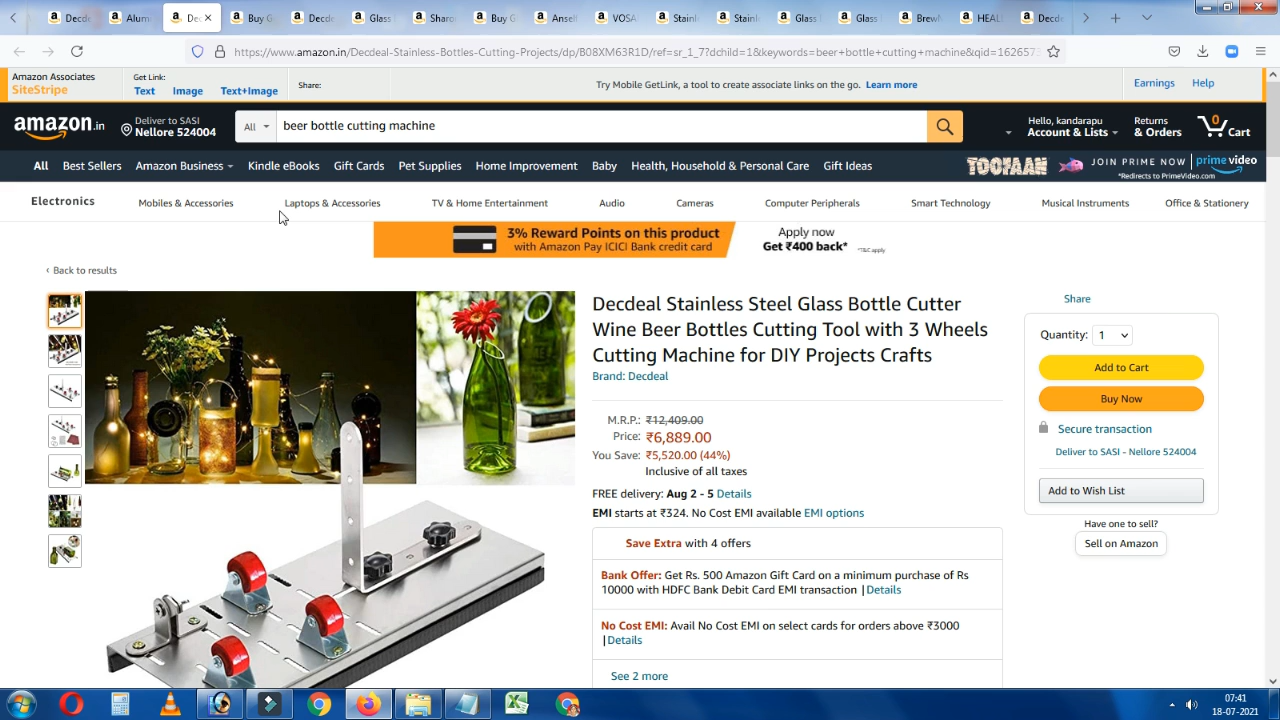 Decde
Alum
Dec
Buy G
Decde
Glass
Sharo
Buy G
Ansel
VOSA
Stainl
Stainl
Glass
Glass
Brew
HEAL
Decde
https://www.amazon.in/Decdeal-Stainless-Bottles-Cutting-Projects/dp/B08XM63R1D/ref=sr_1_7?dchild=1&keywords=beer+bottle+cutting+machine&qid=1626573
Amazon Associates
SiteStripe
Get Link:
Text Image Text+Image
Share:
Try Mobile GetLink, a tool to create associate links on the go. Learn more
Earnings Help
amazon.in
Deliver to SASI
Nellore 524004
All
beer bottle cutting machine
Hello, kandarapu
Account & Lists
Returns
& Orders
0
Cart
All Best Sellers Amazon Business Kindle eBooks Gift Cards Pet Supplies Home Improvement Baby Health, Household & Personal Care Gift Ideas
TOOFAAN
JOIN PRIME NOW
prime video
*Redirects to PrimeVideo.com
Electronics Mobiles & Accessories Laptops & Accessories TV & Home Entertainment Audio Cameras Computer Peripherals Smart Technology Musical Instruments Office & Stationery
3% Reward Points on this product
with Amazon Pay ICICI Bank credit card
Apply now
Get ₹400 back*
*T&C apply
‹ Back to results
Decdeal Stainless Steel Glass Bottle Cutter
Wine Beer Bottles Cutting Tool with 3 Wheels
Cutting Machine for DIY Projects Crafts
Brand: Decdeal
M.R.P.: ₹12,409.00
Price: ₹6,889.00
You Save: ₹5,520.00 (44%)
Inclusive of all taxes
FREE delivery: Aug 2 - 5 Details
EMI starts at ₹324. No Cost EMI available EMI options
Save Extra with 4 offers
Bank Offer: Get Rs. 500 Amazon Gift Card on a minimum purchase of Rs
10000 with HDFC Bank Debit Card EMI transaction | Details
No Cost EMI: Avail No Cost EMI on select cards for orders above ₹3000
| Details
See 2 more
Share
Quantity: 1
Add to Cart
Buy Now
Secure transaction
Deliver to SASI - Nellore 524004
Add to Wish List
Have one to sell?
Sell on Amazon
07:41
18-07-2021